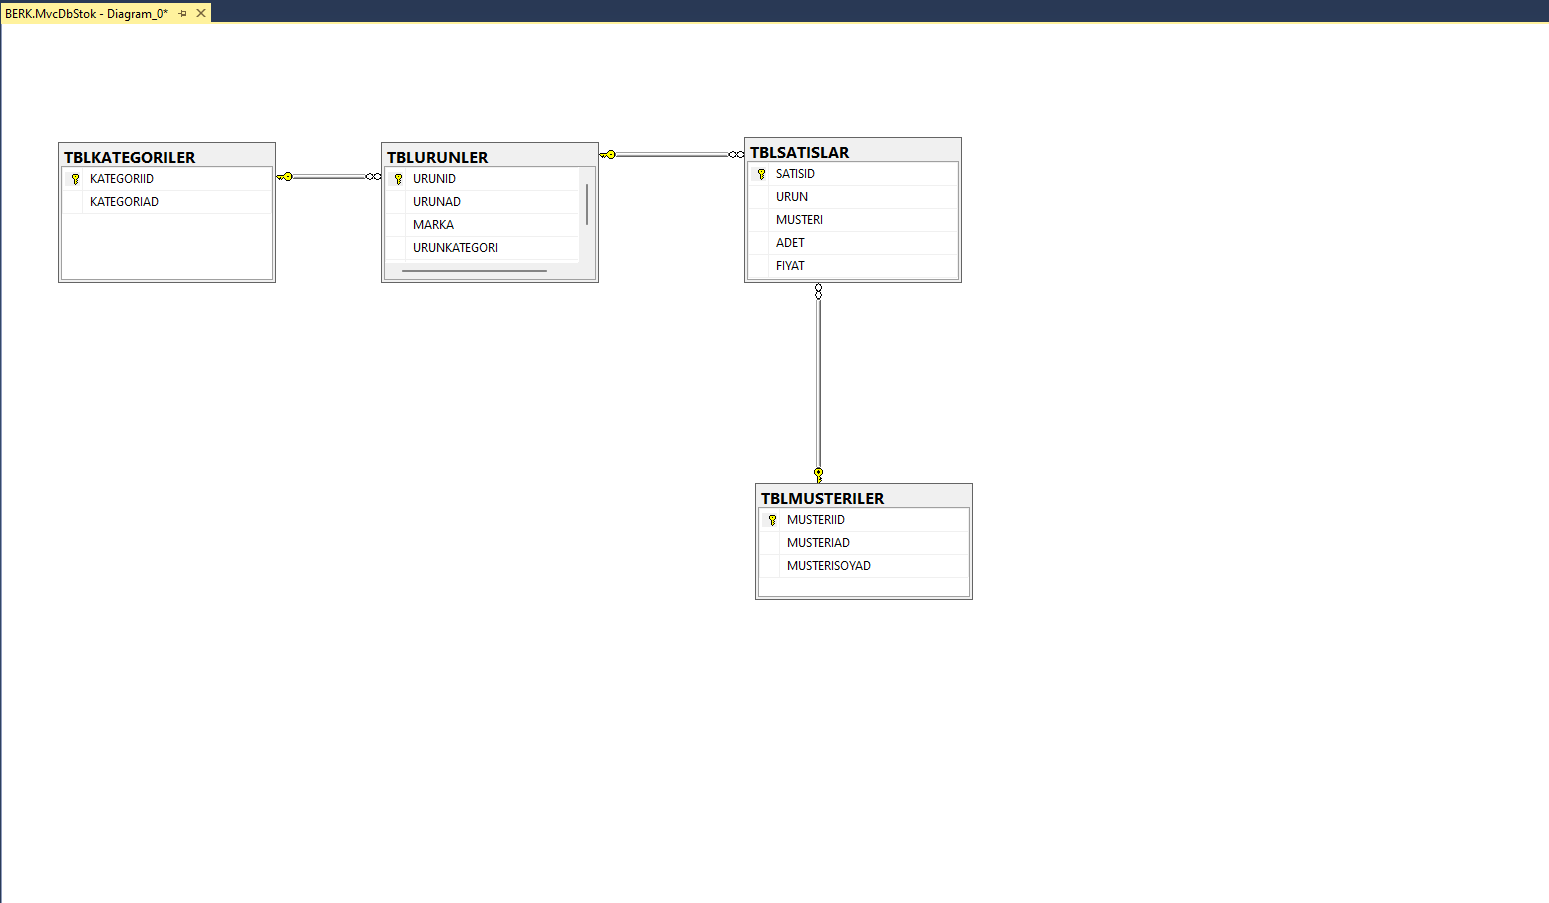 BERK.MvcDbStok - Diagram_0*
TBLKATEGORILER
KATEGORIID
KATEGORIAD
TBLURUNLER
URUNID
URUNAD
MARKA
URUNKATEGORI
TBLSATISLAR
SATISID
URUN
MUSTERI
ADET
FIYAT
TBLMUSTERILER
MUSTERIID
MUSTERIAD
MUSTERISOYAD